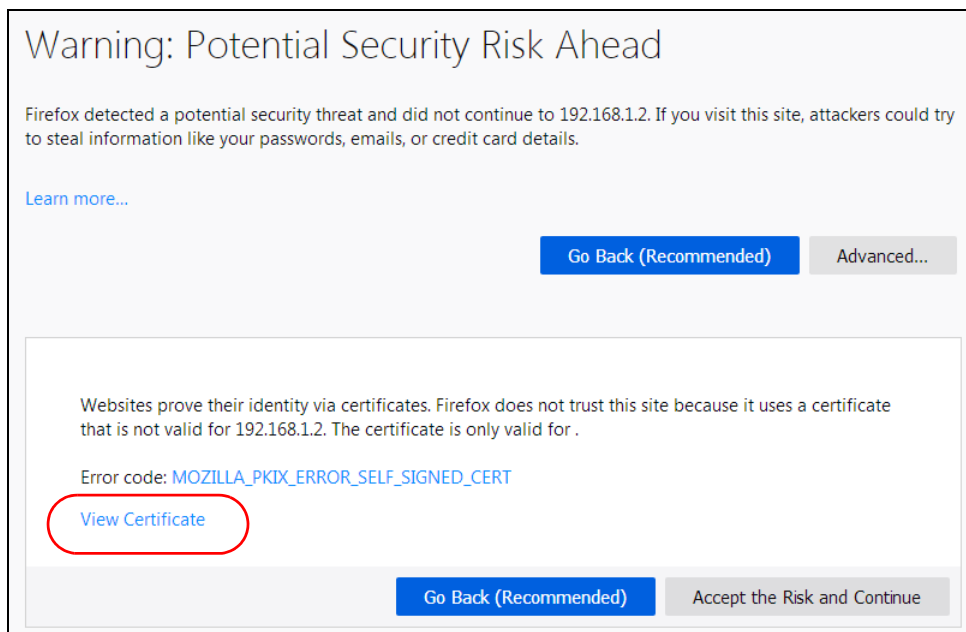 Warning: Potential Security Risk Ahead
Firefox detected a potential security threat and did not continue to 192.168.1.2. If you visit this site, attackers could try
to steal information like your passwords, emails, or credit card details.
Learn more...
Go Back (Recommended) Advanced...
Websites prove their identity via certificates. Firefox does not trust this site because it uses a certificate
that is not valid for 192.168.1.2. The certificate is only valid for .
Error code: MOZILLA_PKIX_ERROR_SELF_SIGNED_CERT
View Certificate
Go Back (Recommended) Accept the Risk and Continue